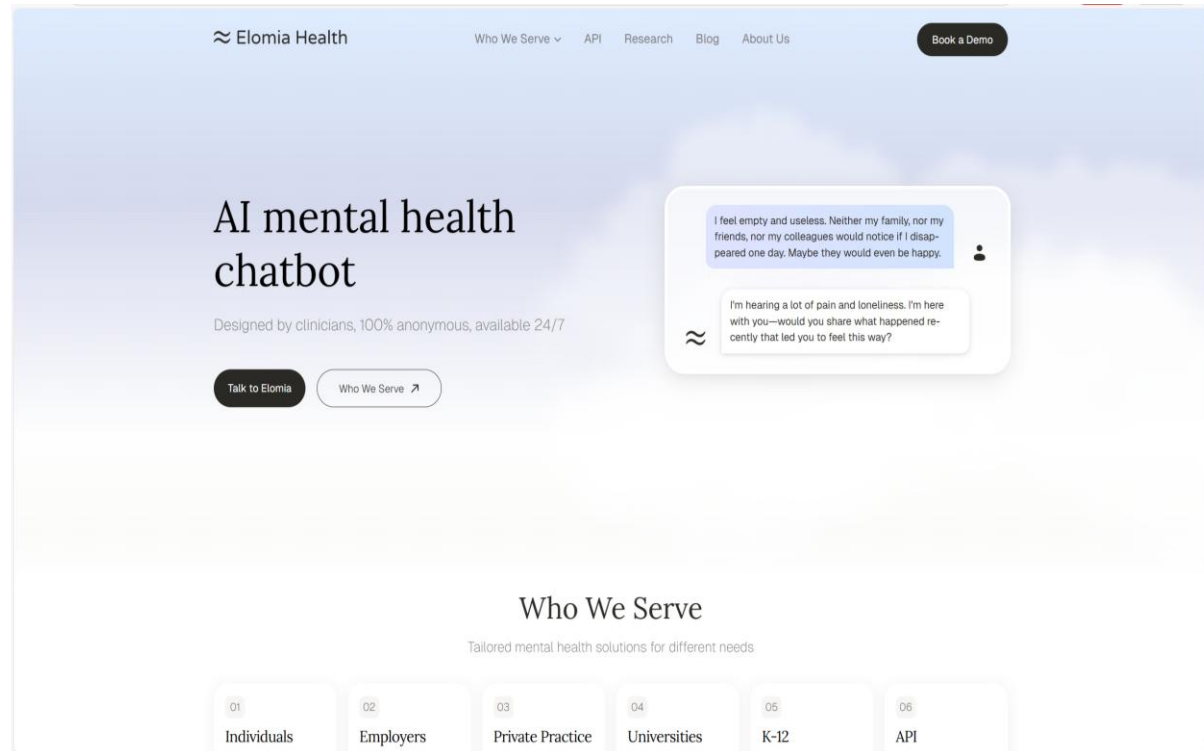 ≈ Elomia Health
Who We Serve
API
Research
Blog
About Us
Book a Demo
AI mental health
chatbot
Designed by clinicians, 100% anonymous, available 24/7
Talk to Elomia
Who We Serve ↗
I feel empty and useless. Neither my family, nor my
friends, nor my colleagues would notice if I disap-
peared one day. Maybe they would even be happy.
I'm hearing a lot of pain and loneliness. I'm here
with you—would you share what happened re-
cently that led you to feel this way?
Who We Serve
Tailored mental health solutions for different needs
01
Individuals
02
Employers
03
Private Practice
04
Universities
05
K-12
06
API